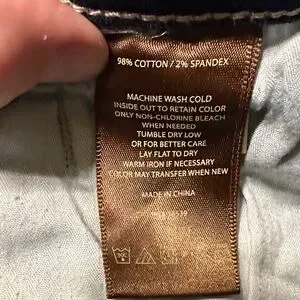 98% COTTON / 2% SPANDEX
MACHINE WASH COLD
INSIDE OUT TO RETAIN COLOR
ONLY NON-CHLORINE BLEACH
WHEN NEEDED
TUMBLE DRY LOW
OR FOR BETTER CARE
LAY FLAT TO DRY
WARM IRON IF NECESSARY
COLOR MAY TRANSFER WHEN NEW
MADE IN CHINA